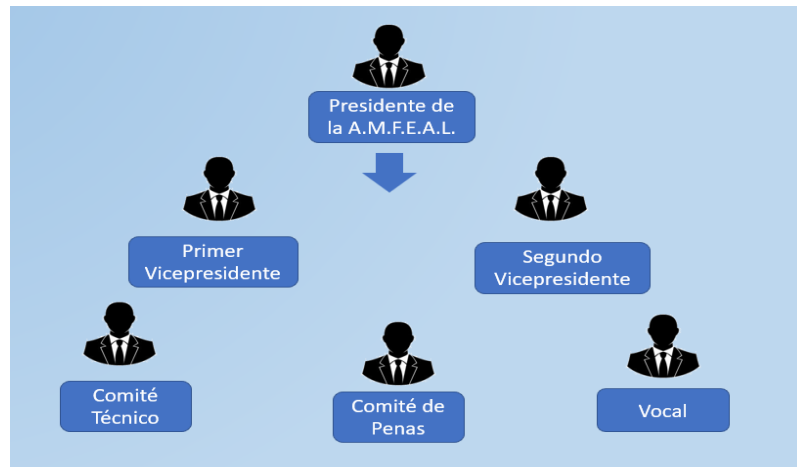 Presidente de
la A.M.F.E.A.L.
Primer
Vicepresidente
Segundo
Vicepresidente
Comité
Técnico
Comité de
Penas
Vocal